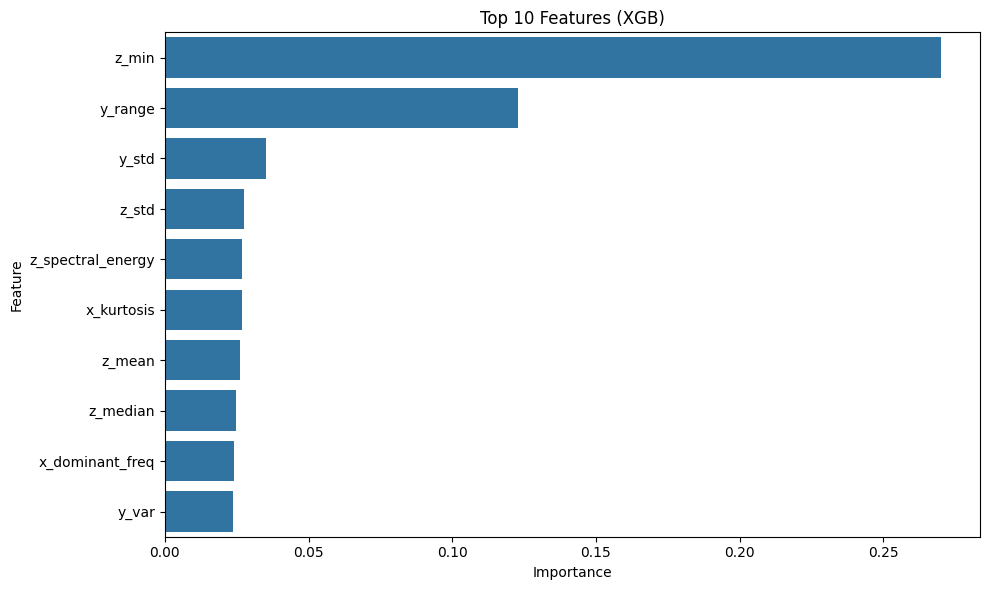 Top 10 Features (XGB)
Feature
z_min
y_range
y_std
z_std
z_spectral_energy
x_kurtosis
z_mean
z_median
x_dominant_freq
y_var
0.00 0.05 0.10 0.15 0.20 0.25
Importance